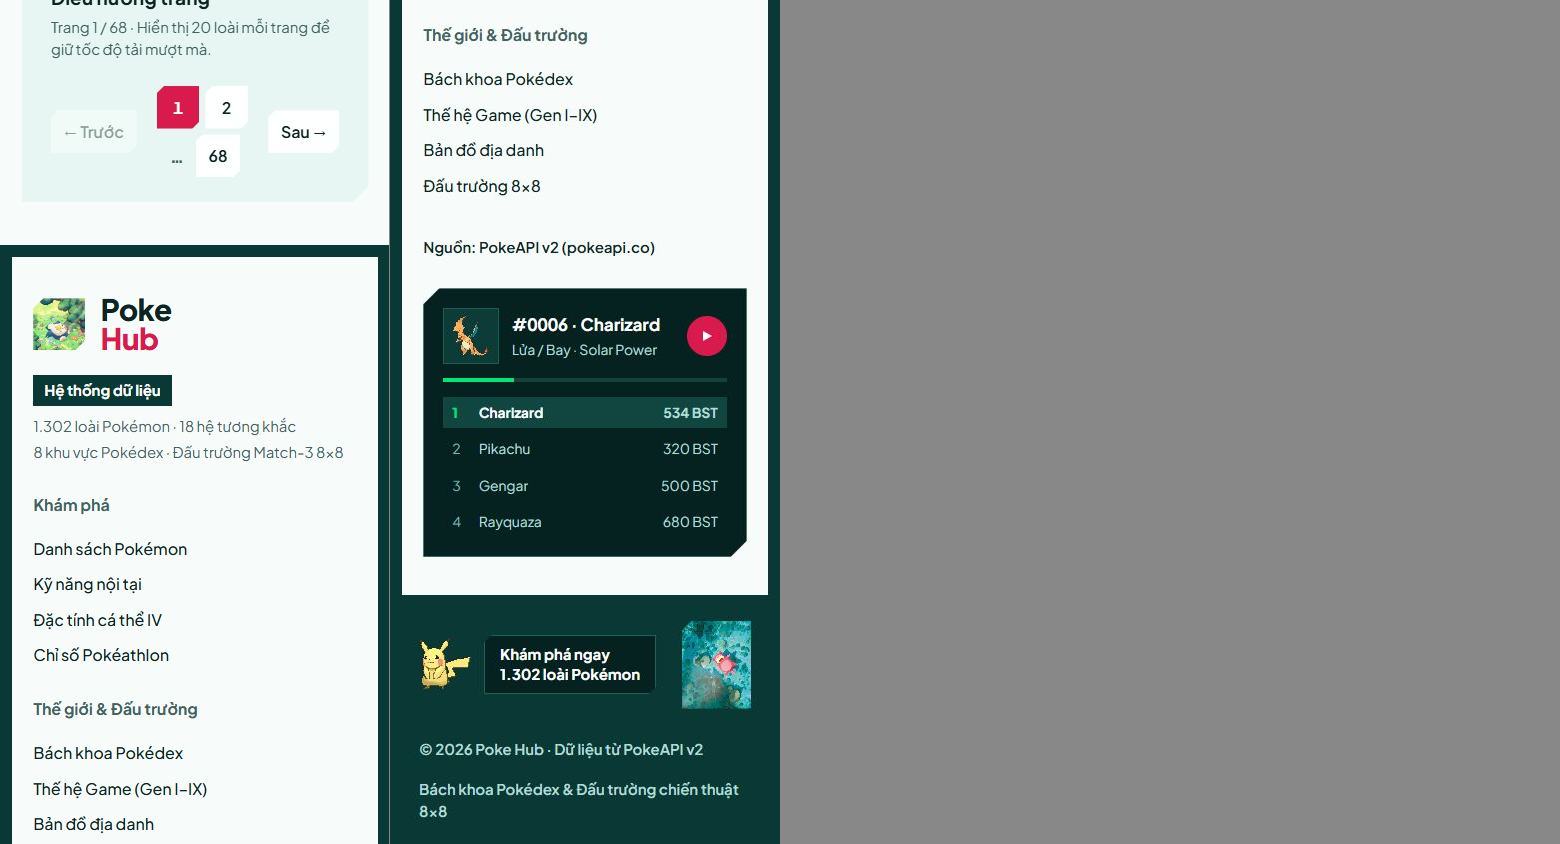 Điều hướng trang
Trang 1 / 68 · Hiển thị 20 loài mỗi trang để
giữ tốc độ tải mượt mà.
← Trước
1
2
...
68
Sau →
Poke
Hub
Hệ thống dữ liệu
1.302 loài Pokémon · 18 hệ tương khắc
8 khu vực Pokédex · Đấu trường Match-3 8×8
Khám phá
Danh sách Pokémon
Kỹ năng nội tại
Đặc tính cá thể IV
Chỉ số Pokéathlon
Thế giới & Đấu trường
Bách khoa Pokédex
Thế hệ Game (Gen I–IX)
Bản đồ địa danh
Thế giới & Đấu trường
Bách khoa Pokédex
Thế hệ Game (Gen I–IX)
Bản đồ địa danh
Đấu trường 8×8
Nguồn: PokeAPI v2 (pokeapi.co)
#0006 · Charizard
Lửa / Bay · Solar Power
1 Charizard 534 BST
2 Pikachu 320 BST
3 Gengar 500 BST
4 Rayquaza 680 BST
Khám phá ngay
1.302 loài Pokémon
© 2026 Poke Hub · Dữ liệu từ PokeAPI v2
Bách khoa Pokédex & Đấu trường chiến thuật
8×8